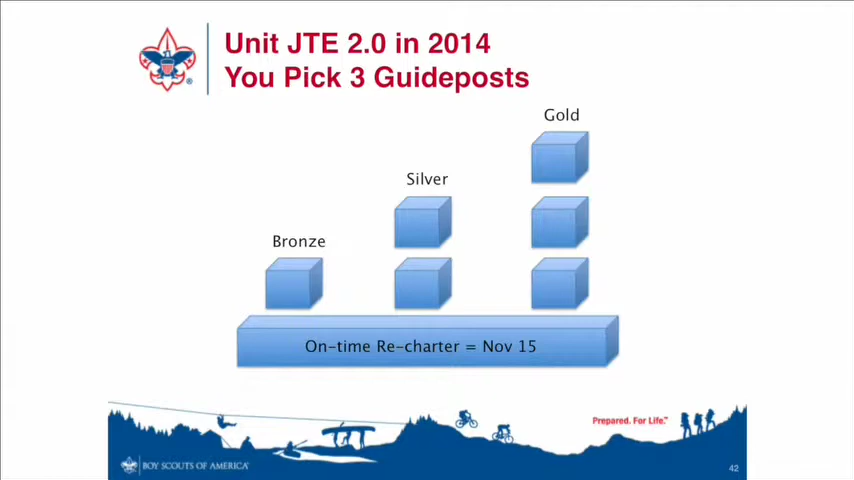 Unit JTE 2.0 in 2014
You Pick 3 Guideposts
Gold
Silver
Bronze
On-time Re-charter = Nov 15
Prepared. For Life.™
BOY SCOUTS OF AMERICA®
42